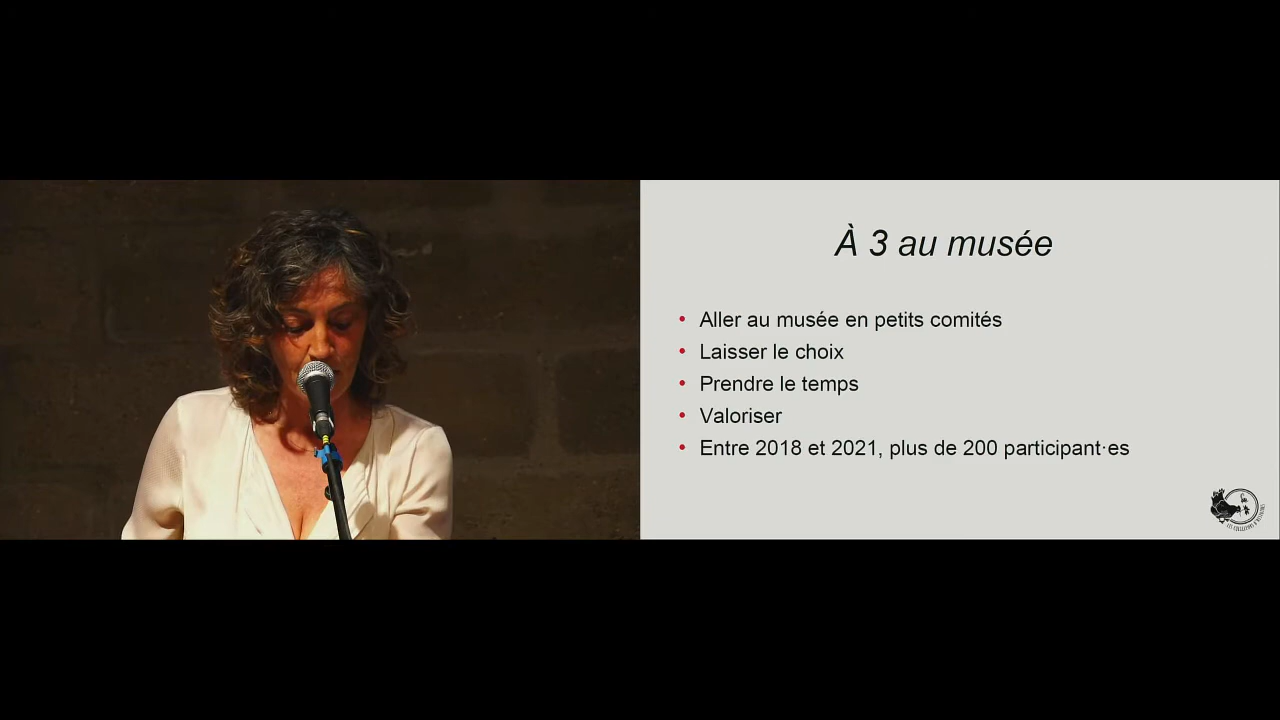 À 3 au musée
• Aller au musée en petits comités
• Laisser le choix
• Prendre le temps
• Valoriser
• Entre 2018 et 2021, plus de 200 participant·es